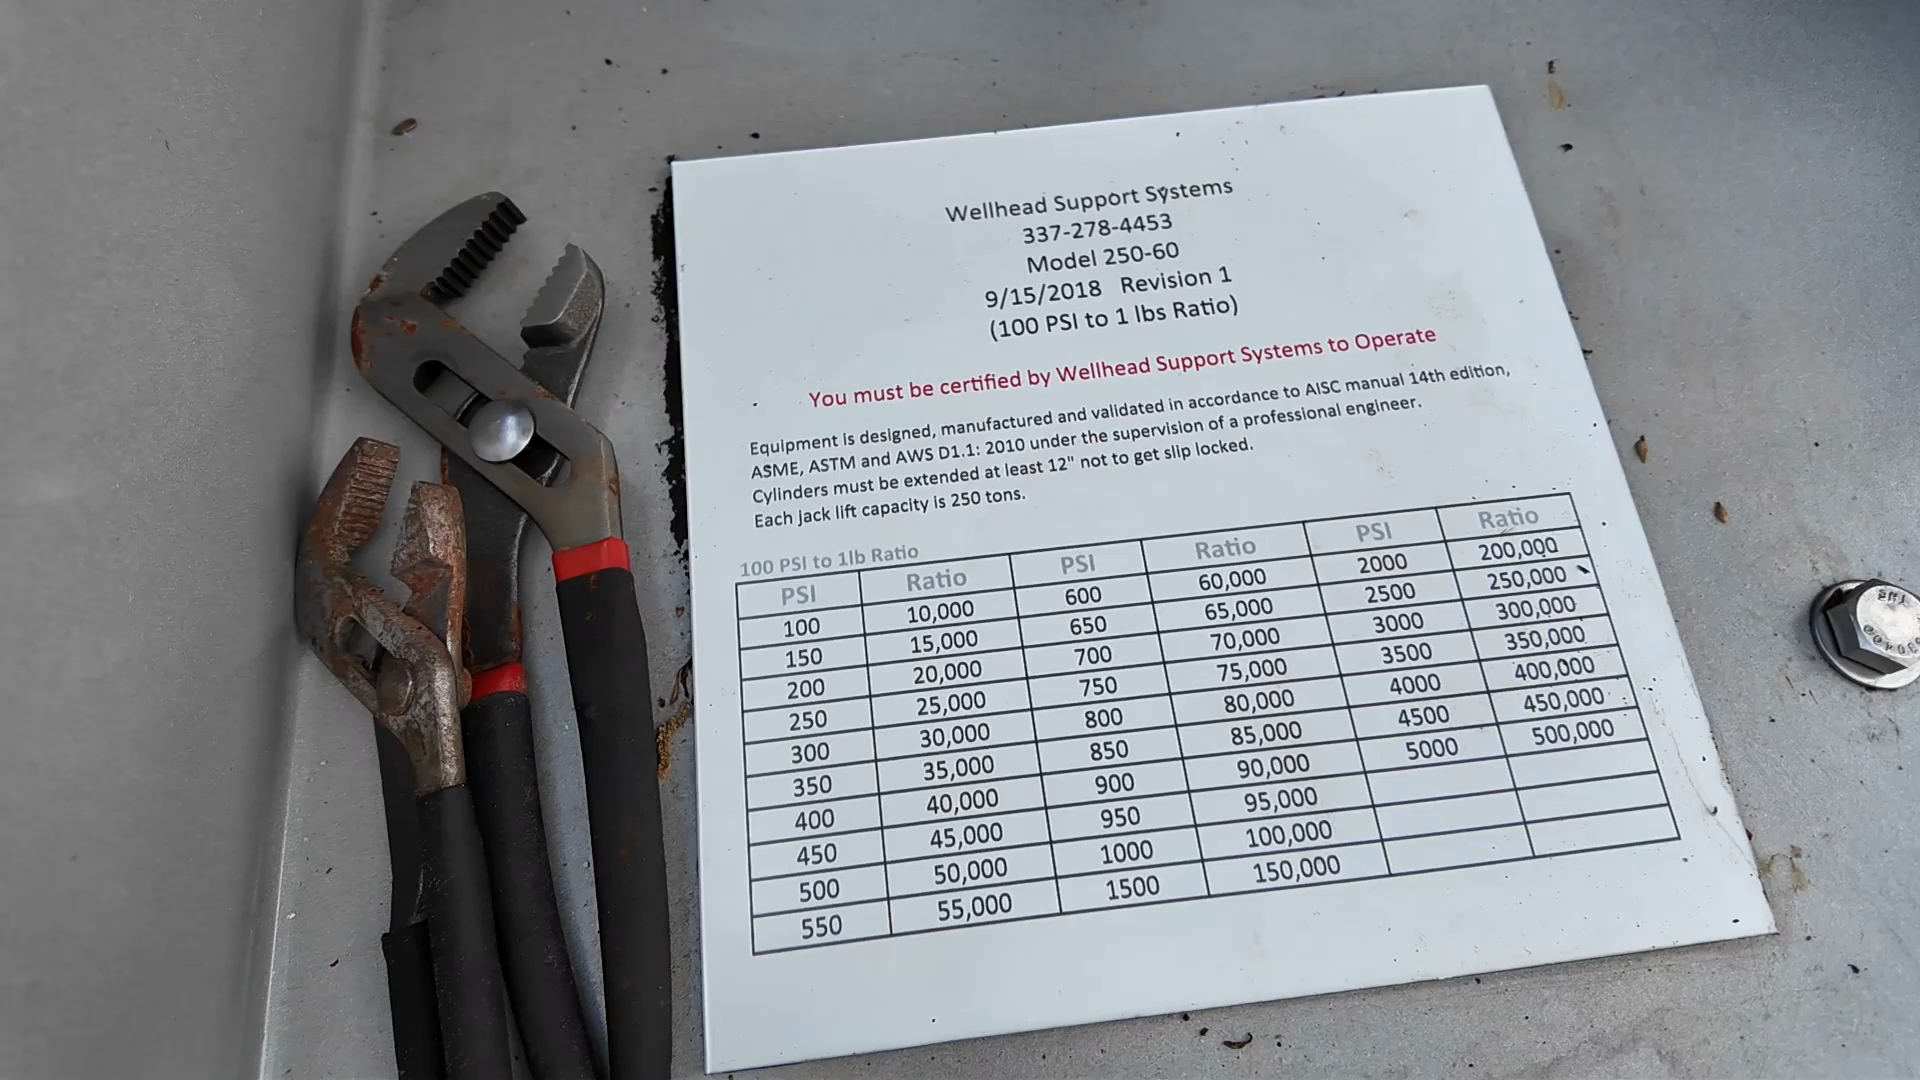 Wellhead Support Systems
337-278-4453
Model 250-60
9/15/2018 Revision 1
(100 PSI to 1 lbs Ratio)
You must be certified by Wellhead Support Systems to Operate
Equipment is designed, manufactured and validated in accordance to AISC manual 14th edition,
ASME, ASTM and AWS D1.1: 2010 under the supervision of a professional engineer.
Cylinders must be extended at least 12" not to get slip locked.
Each jack lift capacity is 250 tons.
100 PSI to 1lb Ratio
PSI Ratio PSI Ratio PSI Ratio
100 10,000 600 60,000 2000 200,000
150 15,000 650 65,000 2500 250,000
200 20,000 700 70,000 3000 300,000
250 25,000 750 75,000 3500 350,000
300 30,000 800 80,000 4000 400,000
350 35,000 850 85,000 4500 450,000
400 40,000 900 90,000 5000 500,000
450 45,000 950 95,000
500 50,000 1000 100,000
550 55,000 1500 150,000